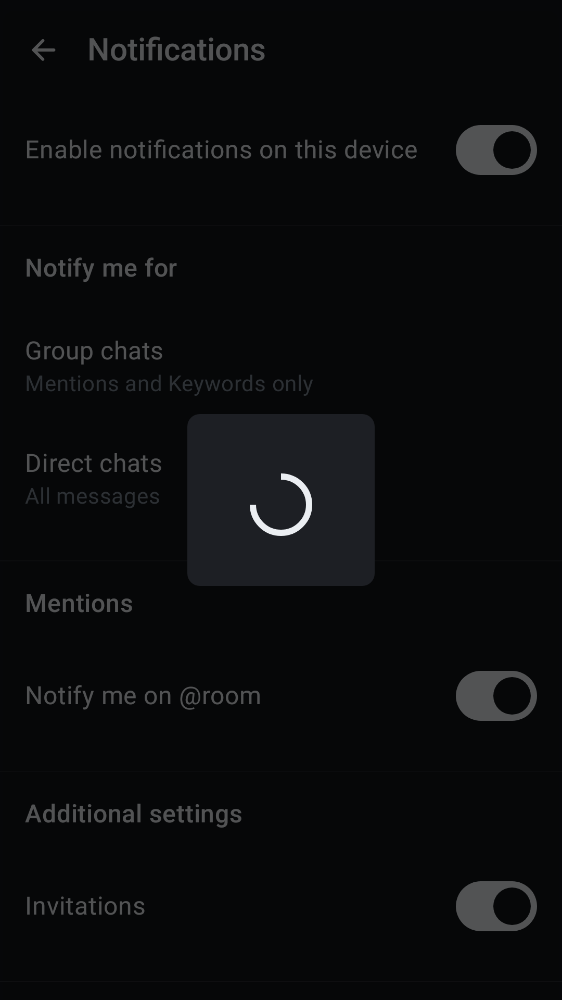 Notifications
Enable notifications on this device
Notify me for
Group chats
Mentions and Keywords only
Direct chats
All messages
Mentions
Notify me on @room
Additional settings
Invitations